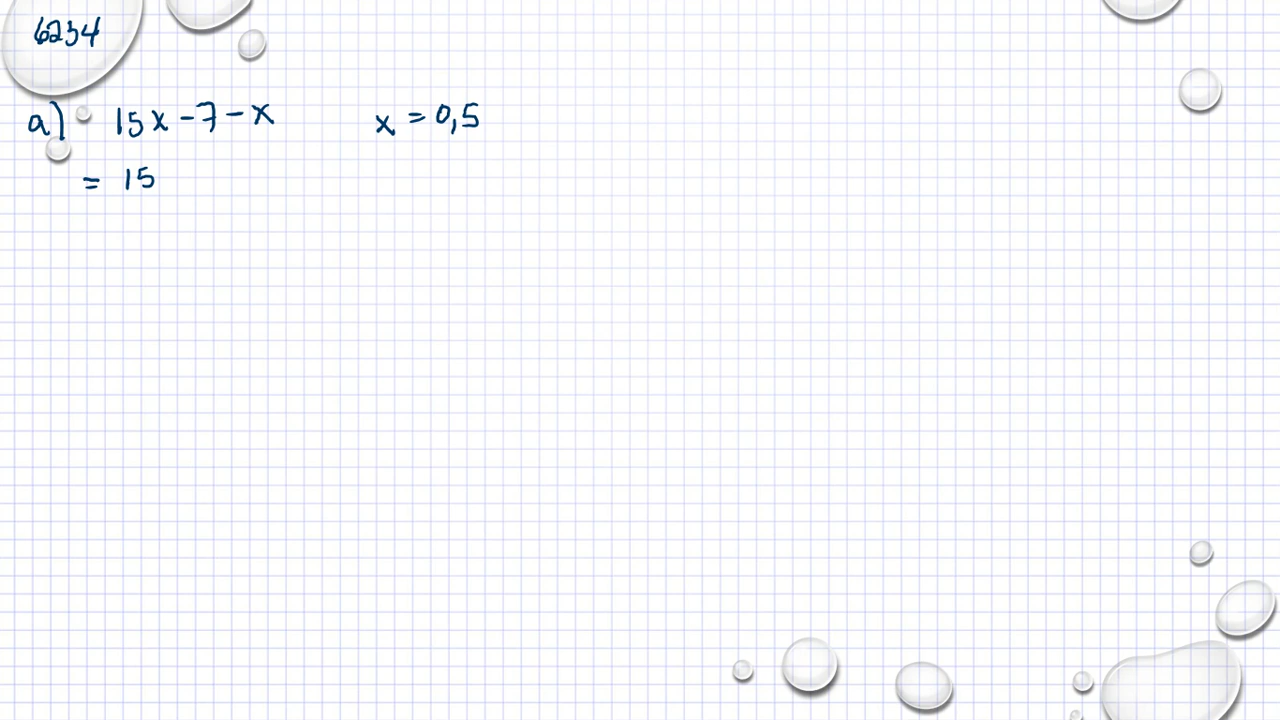 6234
a) 15x - 7 - x x = 0,5
= 15